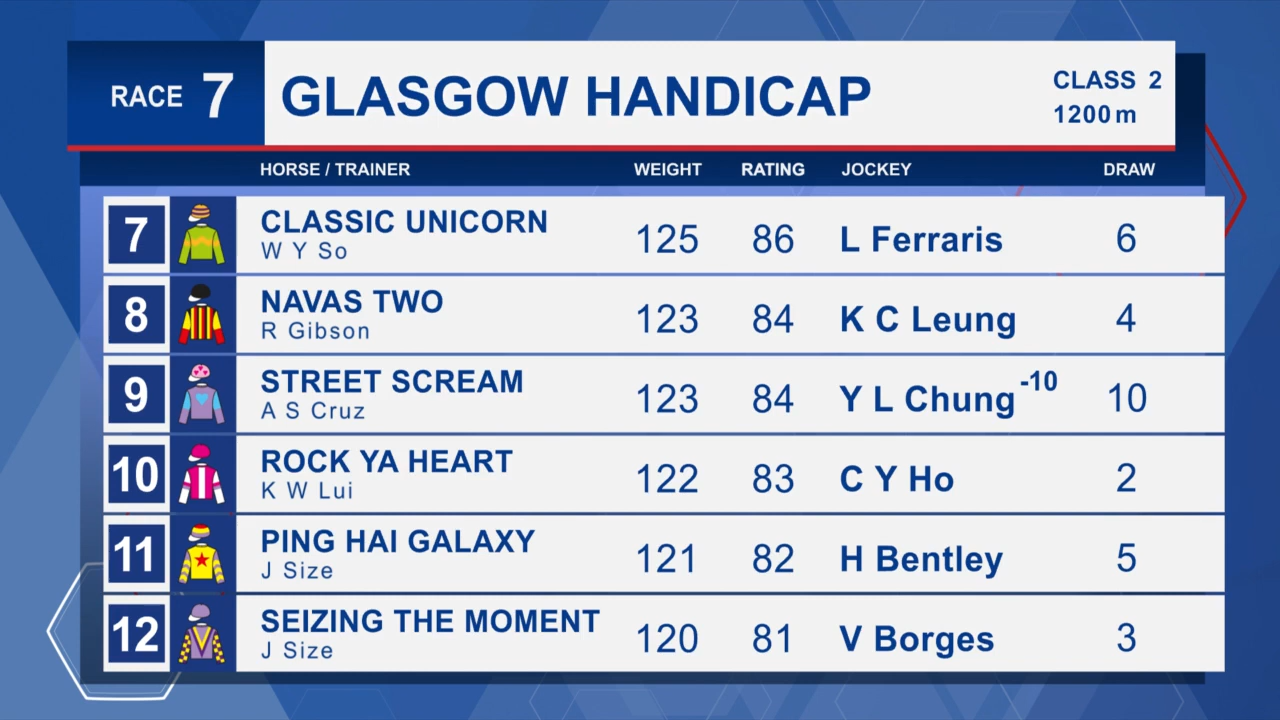 RACE 7 GLASGOW HANDICAP CLASS 2
1200m
HORSE / TRAINER WEIGHT RATING JOCKEY DRAW
7 CLASSIC UNICORN 125 86 L Ferraris 6
W Y So
8 NAVAS TWO 123 84 K C Leung 4
R Gibson
9 STREET SCREAM 123 84 Y L Chung -10 10
A S Cruz
10 ROCK YA HEART 122 83 C Y Ho 2
K W Lui
11 PING HAI GALAXY 121 82 H Bentley 5
J Size
12 SEIZING THE MOMENT 120 81 V Borges 3
J Size